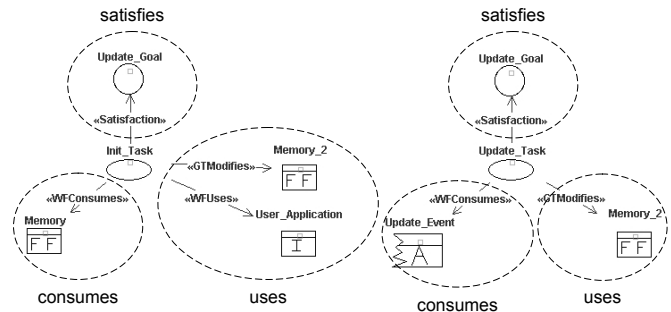 satisfies
Update_Goal
«Satisfaction»
Init_Task
«GTModifies»
Memory_2
F F
«WFConsumes»
«WFUses»
User_Application
I
Memory
F F
consumes
uses
satisfies
Update_Goal
«Satisfaction»
Update_Task
«WFConsumes»
«GTModifies»
Update_Event
A
Memory_2
F F
consumes
uses